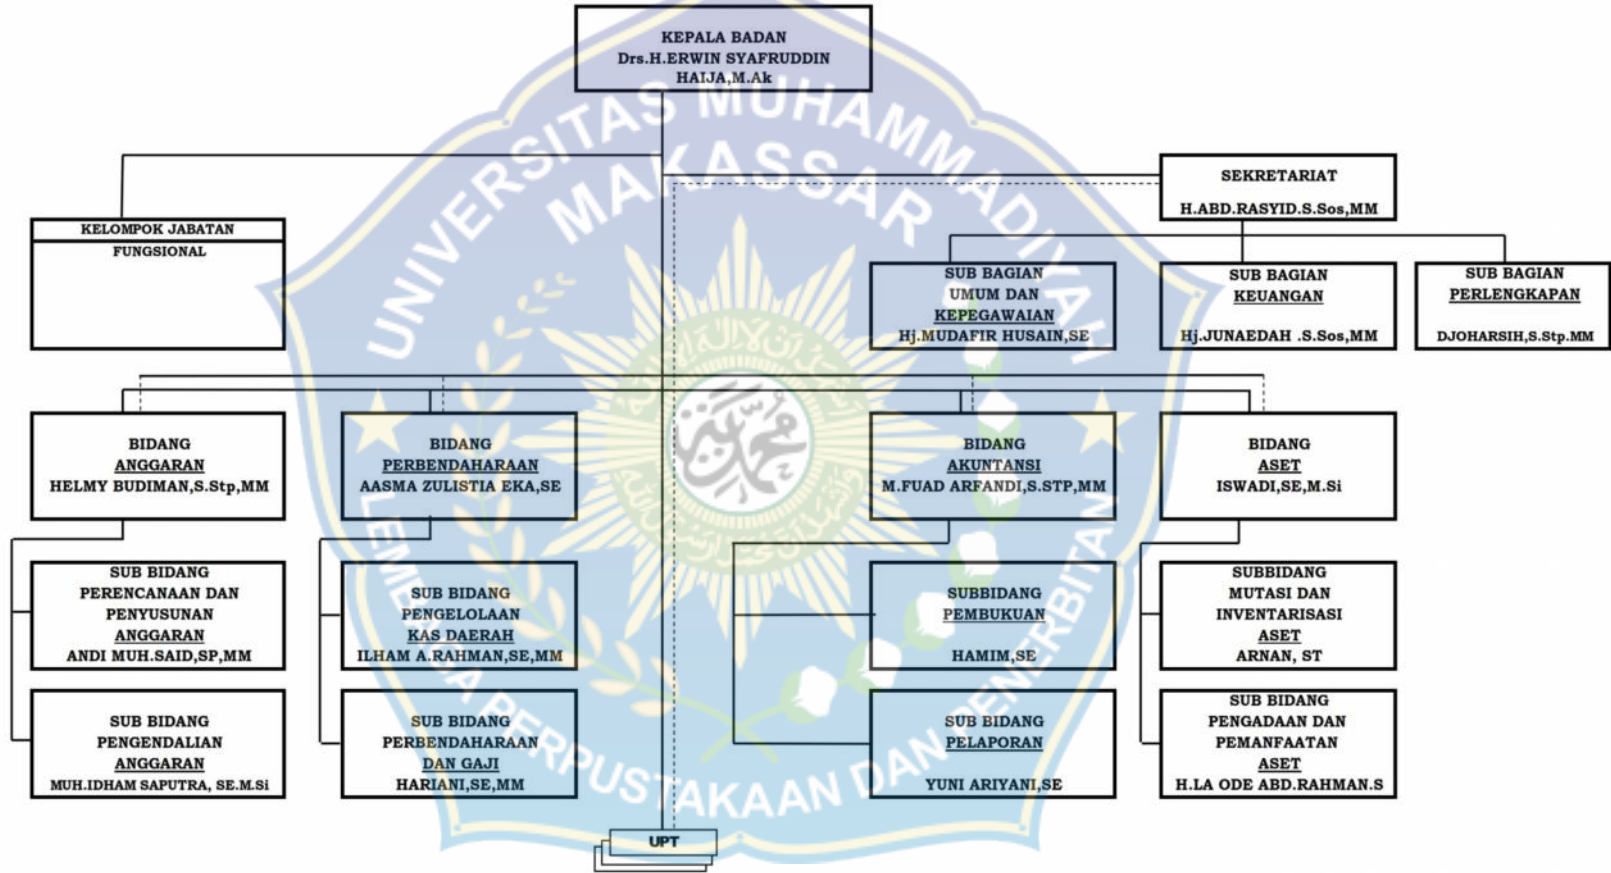 KEPALA BADAN
Drs.H.ERWIN SYAFRUDDIN
HAIJA,M.Ak
SEKRETARIAT
H.ABD.RASYID.S.Sos,MM
KELOMPOK JABATAN
FUNGSIONAL
SUB BAGIAN
UMUM DAN
KEPEGAWAIAN
Hj.MUDAFIR HUSAIN,SE
SUB BAGIAN
KEUANGAN
Hj.JUNAEDAH .S.Sos,MM
SUB BAGIAN
PERLENGKAPAN
DJOHARSIH,S.Stp.MM
BIDANG
ANGGARAN
HELMY BUDIMAN,S.Stp,MM
BIDANG
PERBENDAHARAAN
AASMA ZULISTIA EKA,SE
BIDANG
AKUNTANSI
M.FUAD ARFANDI,S.STP,MM
BIDANG
ASET
ISWADI,SE,M.Si
SUB BIDANG
PERENCANAAN DAN
PENYUSUNAN
ANGGARAN
ANDI MUH.SAID,SP,MM
SUB BIDANG
PENGELOLAAN
KAS DAERAH
ILHAM A.RAHMAN,SE,MM
SUBBIDANG
PEMBUKUAN
HAMIM,SE
SUBBIDANG
MUTASI DAN
INVENTARISASI
ASET
ARNAN, ST
SUB BIDANG
PENGENDALIAN
ANGGARAN
MUH.IDHAM SAPUTRA, SE.M.Si
SUB BIDANG
PERBENDAHARAAN
DAN GAJI
HARIANI,SE,MM
SUB BIDANG
PELAPORAN
YUNI ARIYANI,SE
SUB BIDANG
PENGADAAN DAN
PEMANFAATAN
ASET
H.LA ODE ABD.RAHMAN.S
UPT
UNIVERSITAS MUHAMMADIYAH
MAKASSAR
LEMBAGA PERPUSTAKAAN DAN PENERBITAN